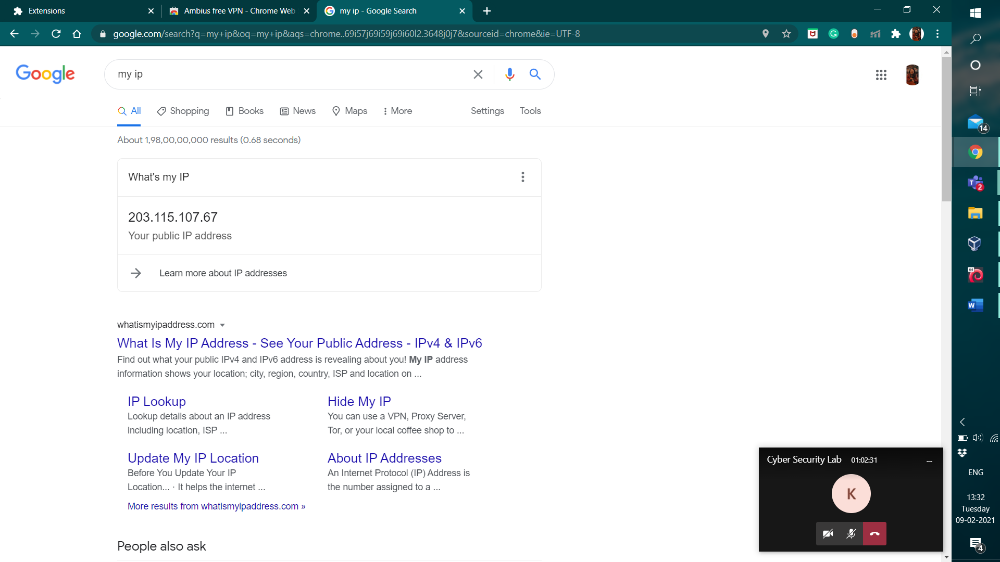 Extensions
Ambius free VPN - Chrome Web
my ip - Google Search
google.com/search?q=my+ip&oq=my+ip&aqs=chrome..69i57j69i59j69i60l2.3648j0j7&sourceid=chrome&ie=UTF-8
Google
my ip
All
Shopping
Books
News
Maps
More
Settings
Tools
About 1,98,00,00,000 results (0.68 seconds)
What's my IP
203.115.107.67
Your public IP address
Learn more about IP addresses
whatismyipaddress.com
What Is My IP Address - See Your Public Address - IPv4 & IPv6
Find out what your public IPv4 and IPv6 address is revealing about you! My IP address
information shows your location; city, region, country, ISP and location on ...
IP Lookup
Lookup details about an IP address
including location, ISP ...
Hide My IP
You can use a VPN, Proxy Server,
Tor, or your local coffee shop to ...
Update My IP Location
Before You Update Your IP
Location... · It helps the internet ...
About IP Addresses
An Internet Protocol (IP) Address is
the number assigned to a ...
More results from whatismyipaddress.com »
People also ask
Cyber Security Lab 01:02:31
K
14
T
2
64
W
ENG
13:32
Tuesday
09-02-2021
4